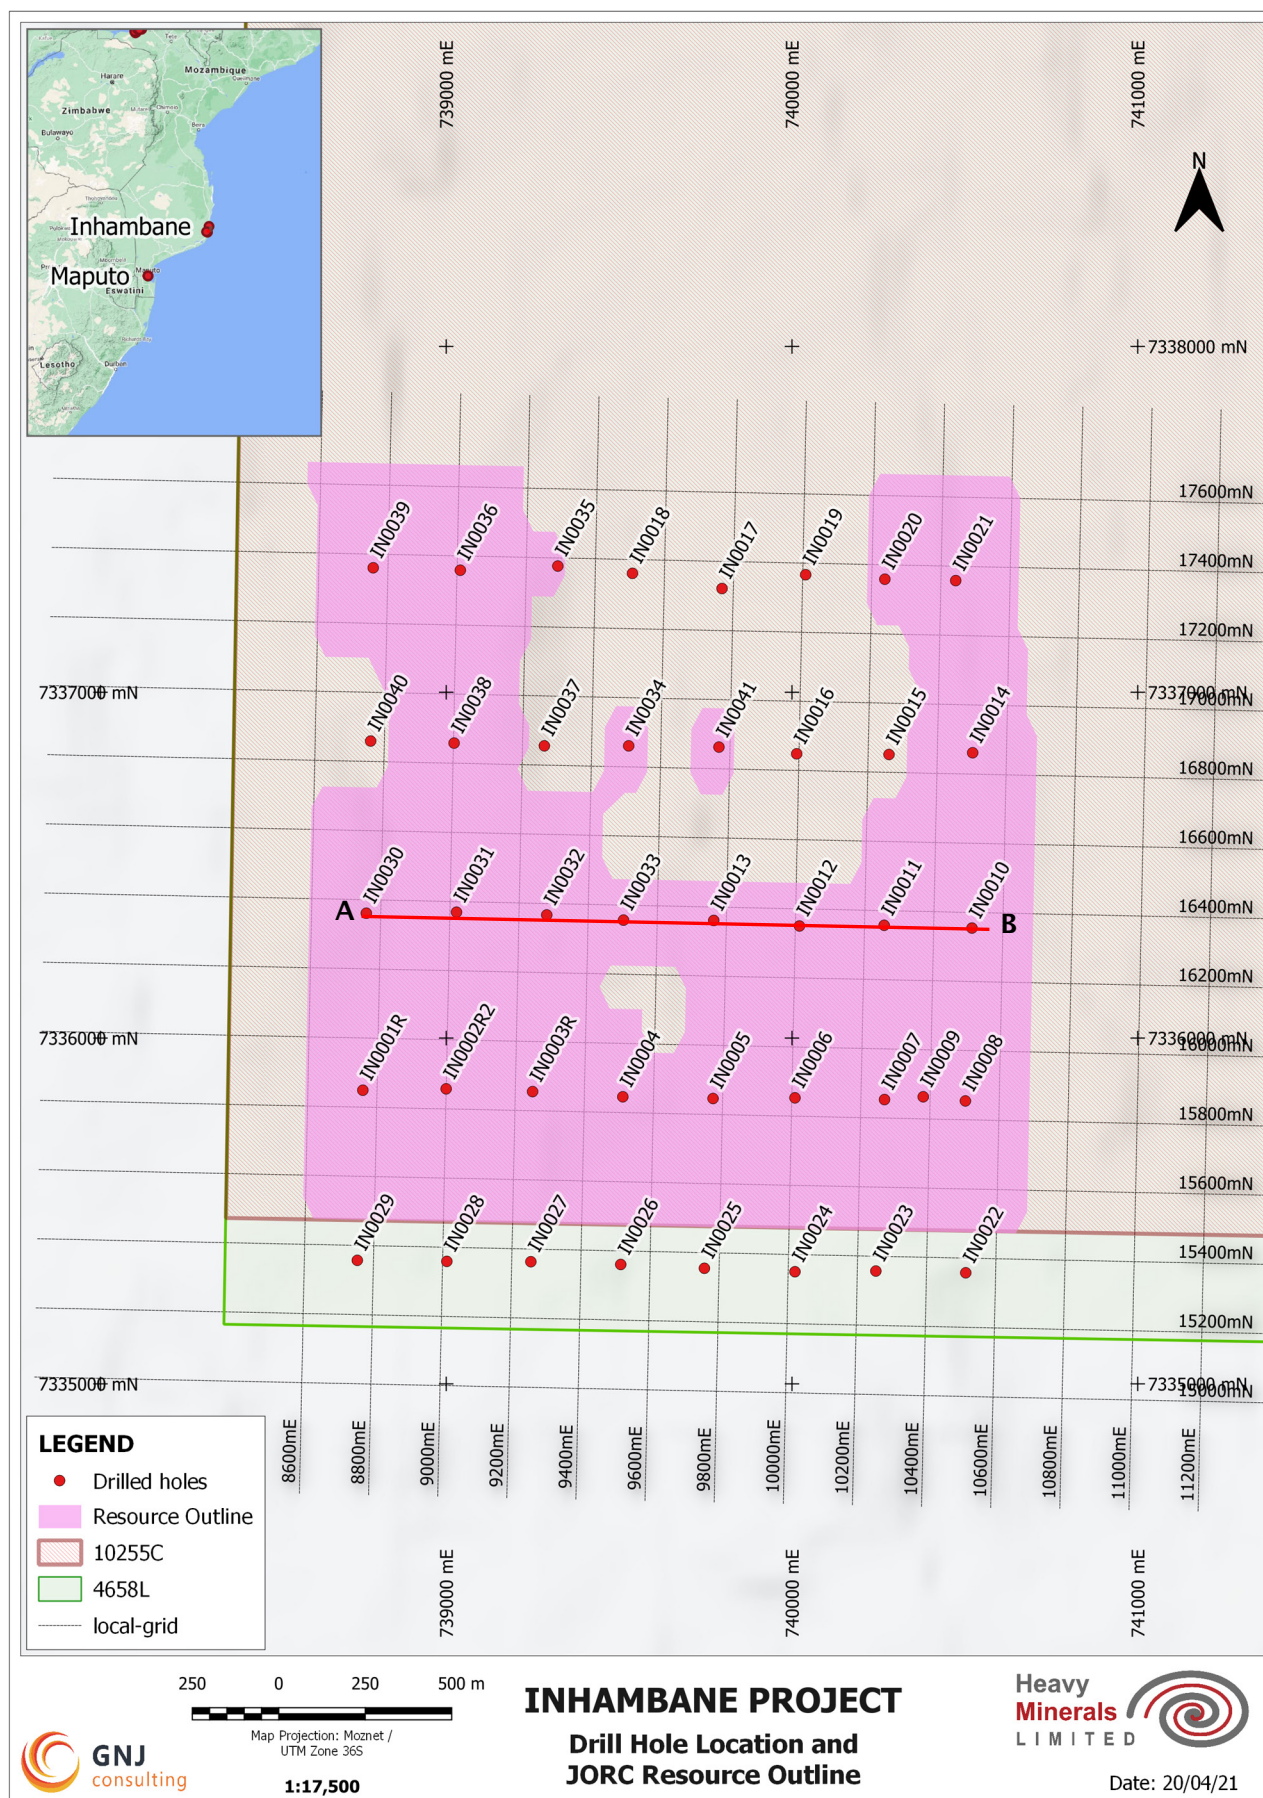 739000 mE
740000 mE
741000 mE
Harare
Mozambique
Zimbabwe
Bulawayo
Beira
Inhambane
Maputo
Maputo
Eswatini
Lesotho
Durban
N
7338000 mN
17600mN
IN0039
IN0036
IN0035
IN0018
IN0017
IN0019
IN0020
IN0021
17400mN
17200mN
7337000 mN
7337000 mN
17000mN
IN0040
IN0038
IN0037
IN0034
IN0041
IN0016
IN0015
IN0014
16800mN
16600mN
A
IN0030
IN0031
IN0032
IN0033
IN0013
IN0012
IN0011
IN0010
B
16400mN
16200mN
7336000 mN
7336000 mN
16000mN
IN0001R
IN0002R2
IN0003R
IN0004
IN0005
IN0006
IN0007
IN0009
IN0008
15800mN
15600mN
IN0029
IN0028
IN0027
IN0026
IN0025
IN0024
IN0023
IN0022
15400mN
15200mN
7335000 mN
7335000 mN
15000mN
8600mE
8800mE
9000mE
9200mE
9400mE
9600mE
9800mE
10000mE
10200mE
10400mE
10600mE
10800mE
11000mE
11200mE
LEGEND
Drilled holes
Resource Outline
10255C
4658L
local-grid
739000 mE
740000 mE
741000 mE
250 0 250 500 m
Map Projection: Moznet /
UTM Zone 36S
1:17,500
GNJ
consulting
INHAMBANE PROJECT
Drill Hole Location and
JORC Resource Outline
Heavy
Minerals
LIMITED
Date: 20/04/21